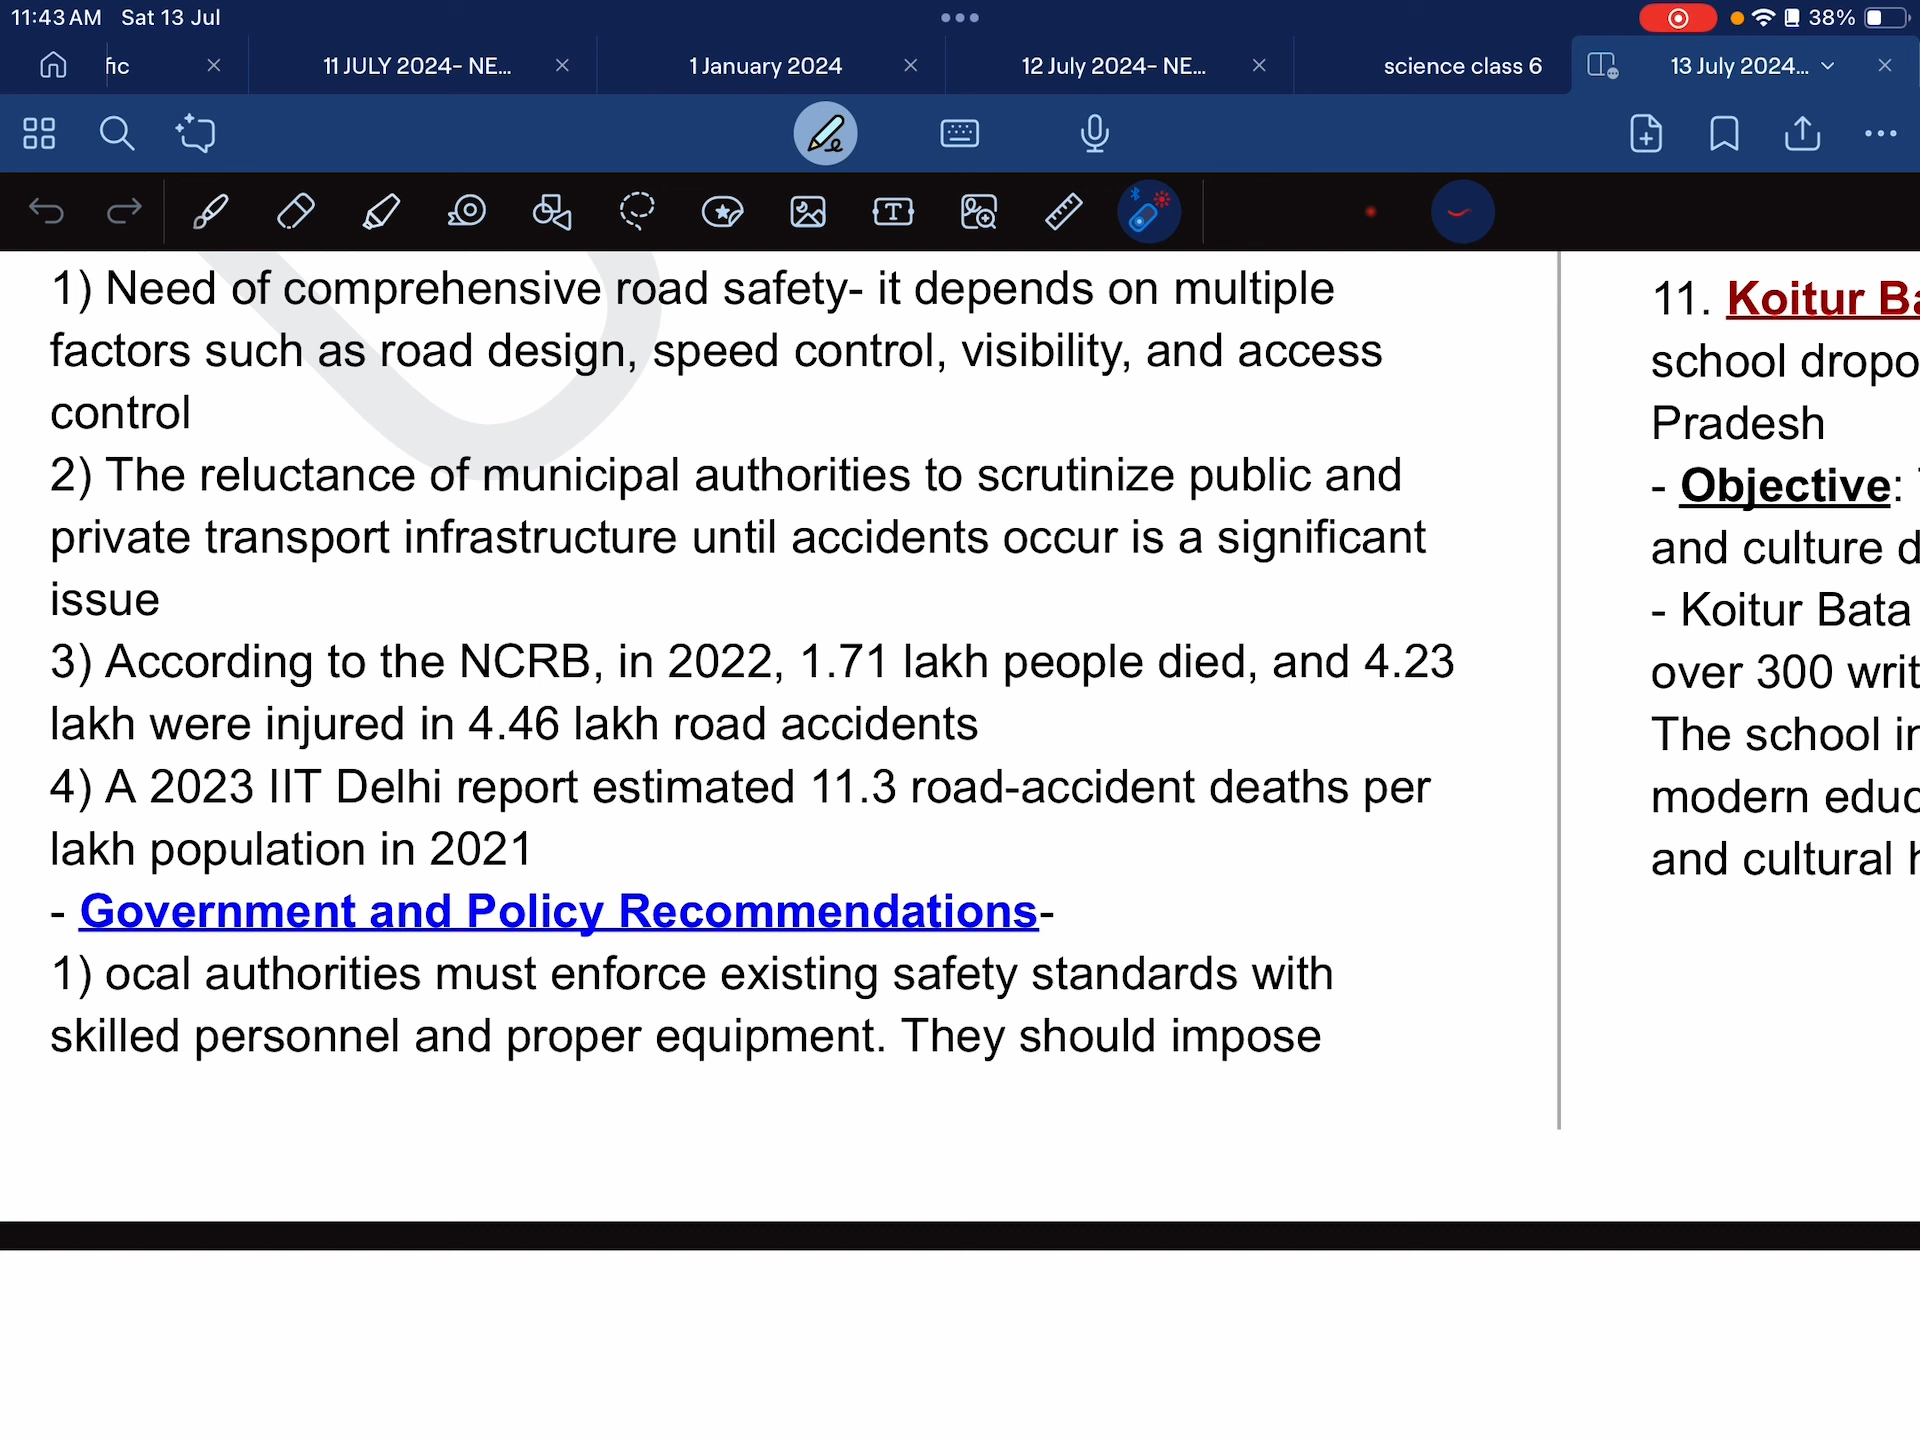 11:43 AM Sat 13 Jul
38%
fic
11 JULY 2024- NE...
1 January 2024
12 July 2024- NE...
science class 6
13 July 2024...
1) Need of comprehensive road safety- it depends on multiple
factors such as road design, speed control, visibility, and access
control
2) The reluctance of municipal authorities to scrutinize public and
private transport infrastructure until accidents occur is a significant
issue
3) According to the NCRB, in 2022, 1.71 lakh people died, and 4.23
lakh were injured in 4.46 lakh road accidents
4) A 2023 IIT Delhi report estimated 11.3 road-accident deaths per
lakh population in 2021
- Government and Policy Recommendations-
1) ocal authorities must enforce existing safety standards with
skilled personnel and proper equipment. They should impose
11. Koitur Ba
school dropo
Pradesh
- Objective:
and culture d
- Koitur Bata
over 300 writ
The school in
modern educ
and cultural h